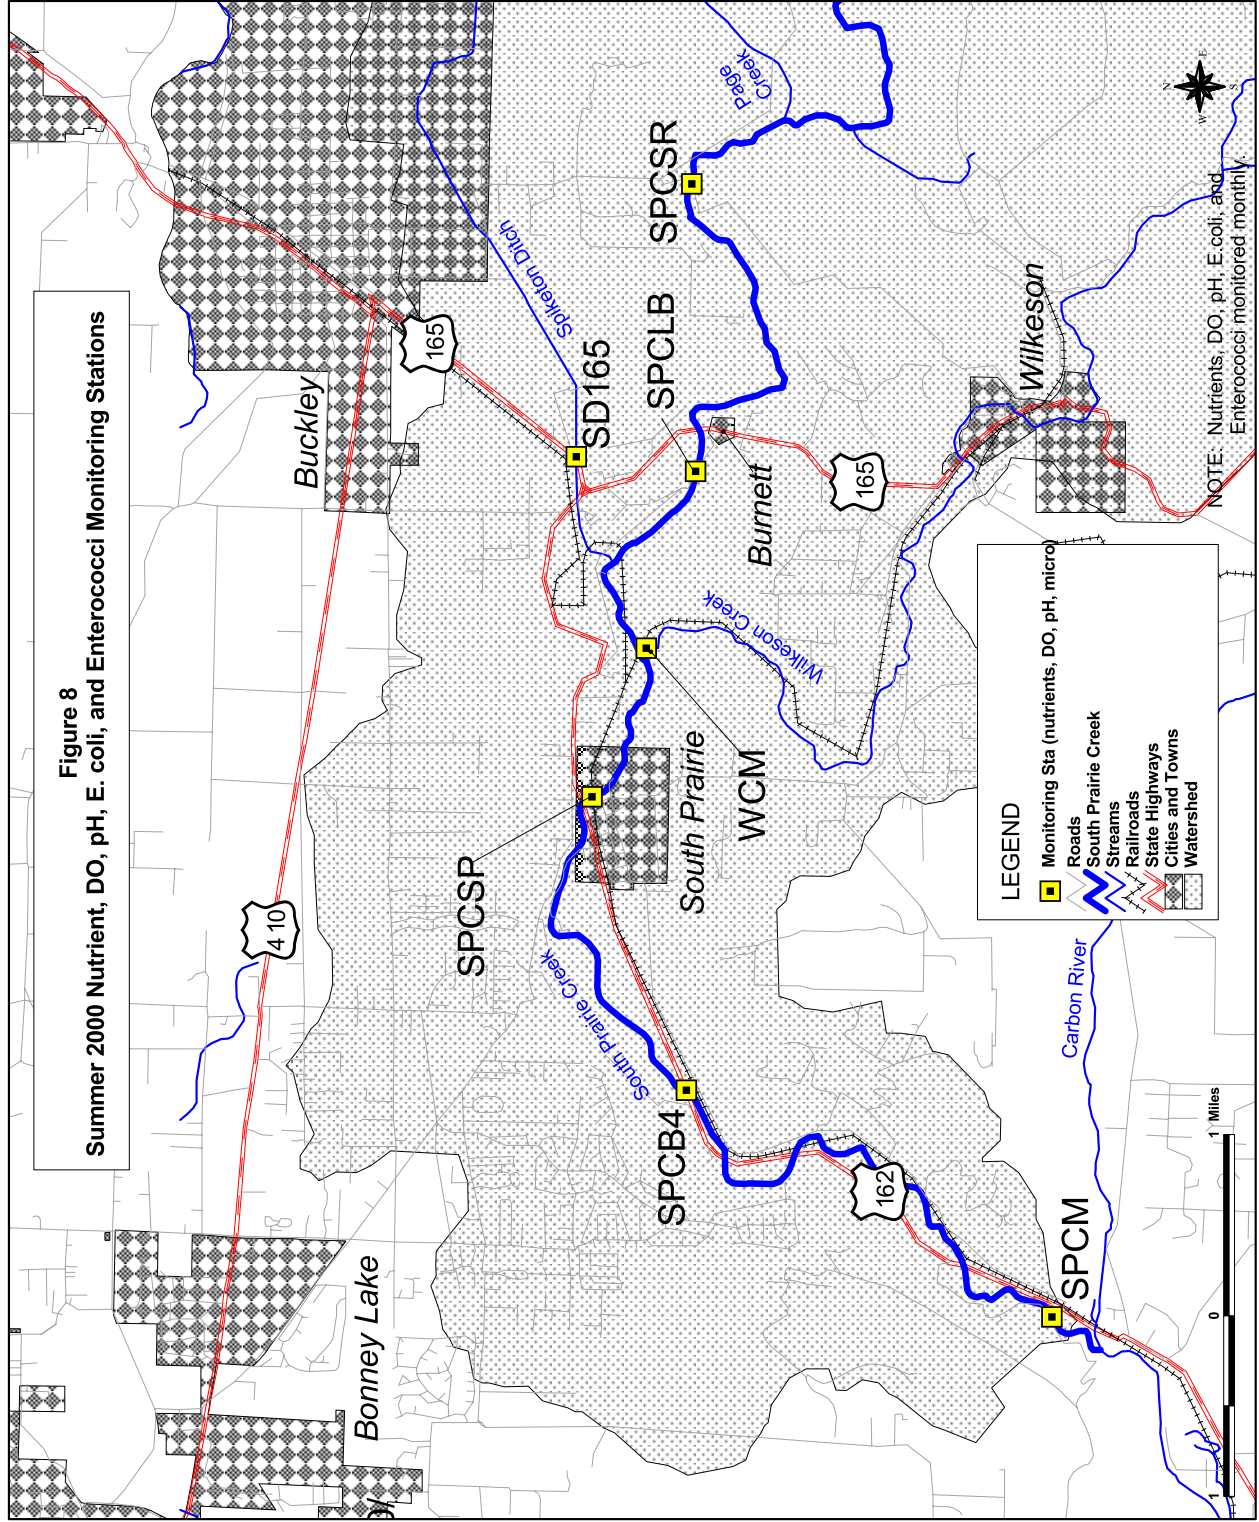 Figure 8
Summer 2000 Nutrient, DO, pH, E. coli, and Enterococci Monitoring Stations
Buckley
165
Spiketon Ditch
SD165
SPCLB
SPCSR
Page
Creek
Burnett
165
Wilkeson
Wilkeson Creek
WCM
South Prairie
SPCSP
410
South Prairie Creek
SPCB4
162
SPCM
Carbon River
Bonney Lake
LEGEND
Monitoring Sta (nutrients, DO, pH, micro)
Roads
South Prairie Creek
Streams
Railroads
State Highways
Cities and Towns
Watershed
NOTE: Nutrients, DO, pH, E.coli, and
Enterococci monitored monthly.
N
W
E
S
1 0 1 Miles